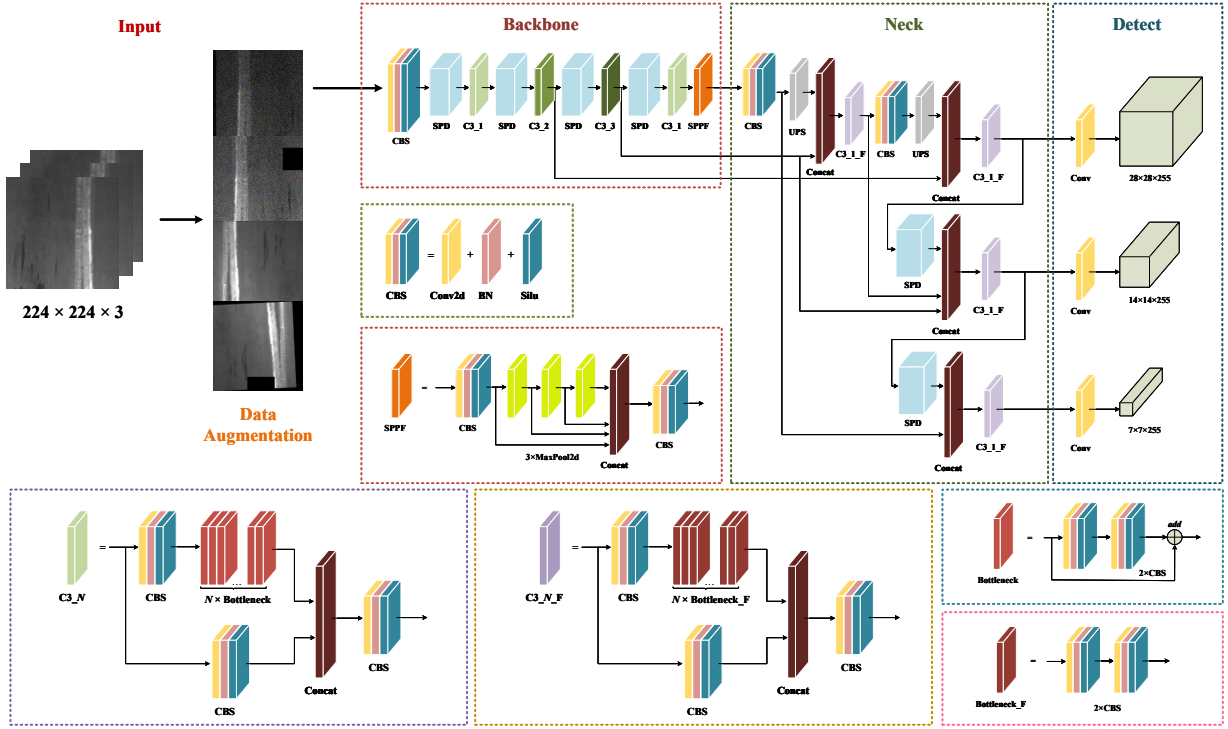 Input
224 × 224 × 3
Data
Augmentation
Backbone
CBS
SPD
C3_1
SPD
C3_2
SPD
C3_3
SPD
C3_1
SPPF
Neck
CBS
UPS
Concat
C3_1_F
CBS
UPS
Concat
C3_1_F
SPD
Concat
C3_1_F
SPD
Concat
C3_1_F
Detect
Conv
28×28×255
Conv
14×14×255
Conv
7×7×255
CBS
=
Conv2d
+
BN
+
Silu
SPPF
CBS
3×MaxPool2d
Concat
CBS
C3_N
=
CBS
...
N × Bottleneck
CBS
Concat
CBS
C3_N_F
=
CBS
...
N × Bottleneck_F
CBS
Concat
CBS
Bottleneck
2×CBS
add
Bottleneck_F
2×CBS